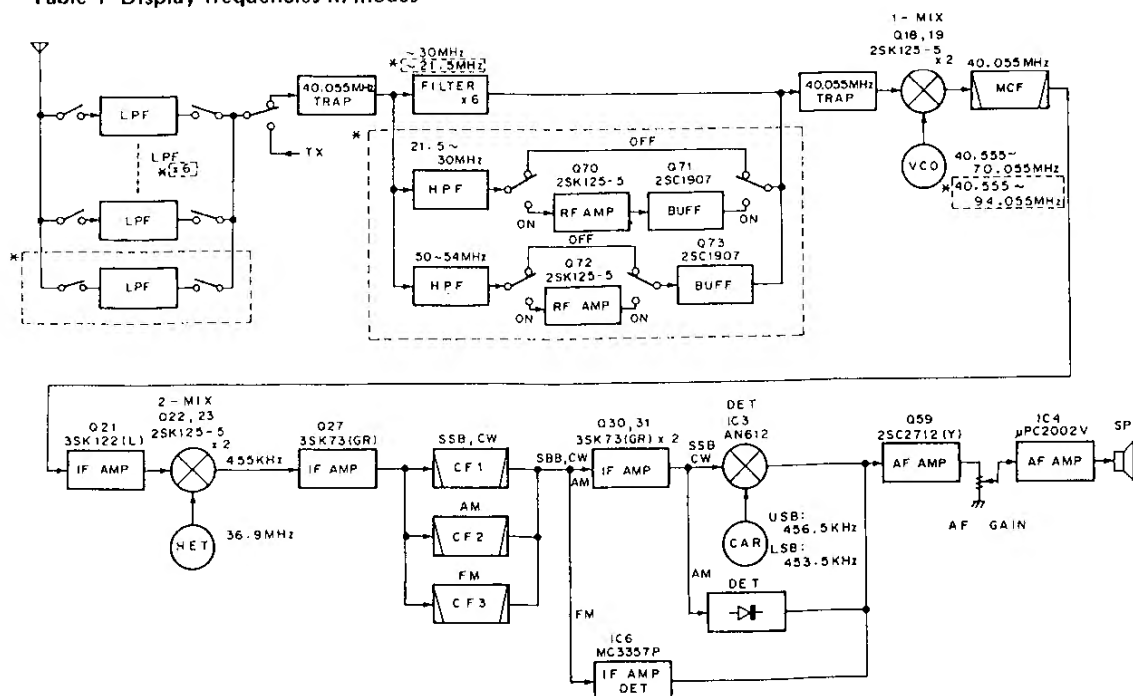 Table 1 Display frequencies in modes
1-MIX
Q18,19
2SK125-5
x2
~30MHz
* ~21.5MHz
FILTER
x6
40.055MHz
TRAP
40.055MHz
TRAP
40.055MHz
MCF
LPF
LPF
*x6
TX
LPF
*
LPF
*
21.5~
30MHz
HPF
OFF
Q70
2SK125-5
Q71
2SC1907
ON
RF AMP
BUFF
ON
50~54MHz
HPF
OFF
Q72
2SK125-5
Q73
2SC1907
BUFF
ON
RF AMP
ON
VCO
40.555~
70.055MHz
* 40.555~
94.055MHz
Q21
3SK122(L)
IF AMP
2-MIX
Q22,23
2SK125-5
x2
455KHz
HET
36.9MHz
Q27
3SK73(GR)
IF AMP
SSB, CW
CF1
AM
CF2
FM
CF3
SBB,CW
AM
Q30,31
3SK73(GR)x2
IF AMP
SSB
CW
DET
IC3
AN612
CAR
USB:
456.5KHz
LSB:
453.5KHz
AM
DET
FM
IC6
MC3357P
IF AMP
DET
Q59
2SC2712(Y)
AF AMP
AF GAIN
IC4
μPC2002V
AF AMP
SP